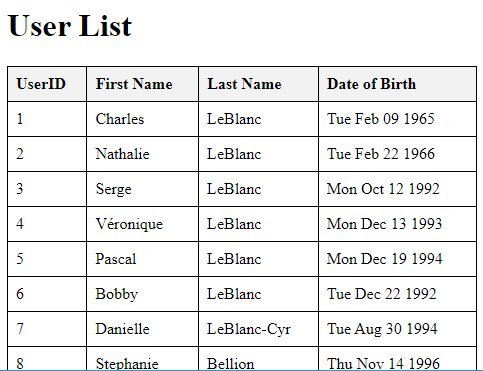 User List
UserID First Name Last Name Date of Birth
1 Charles LeBlanc Tue Feb 09 1965
2 Nathalie LeBlanc Tue Feb 22 1966
3 Serge LeBlanc Mon Oct 12 1992
4 Véronique LeBlanc Mon Dec 13 1993
5 Pascal LeBlanc Mon Dec 19 1994
6 Bobby LeBlanc Tue Dec 22 1992
7 Danielle LeBlanc-Cyr Tue Aug 30 1994
8 Stephanie Bellion Thu Nov 14 1996